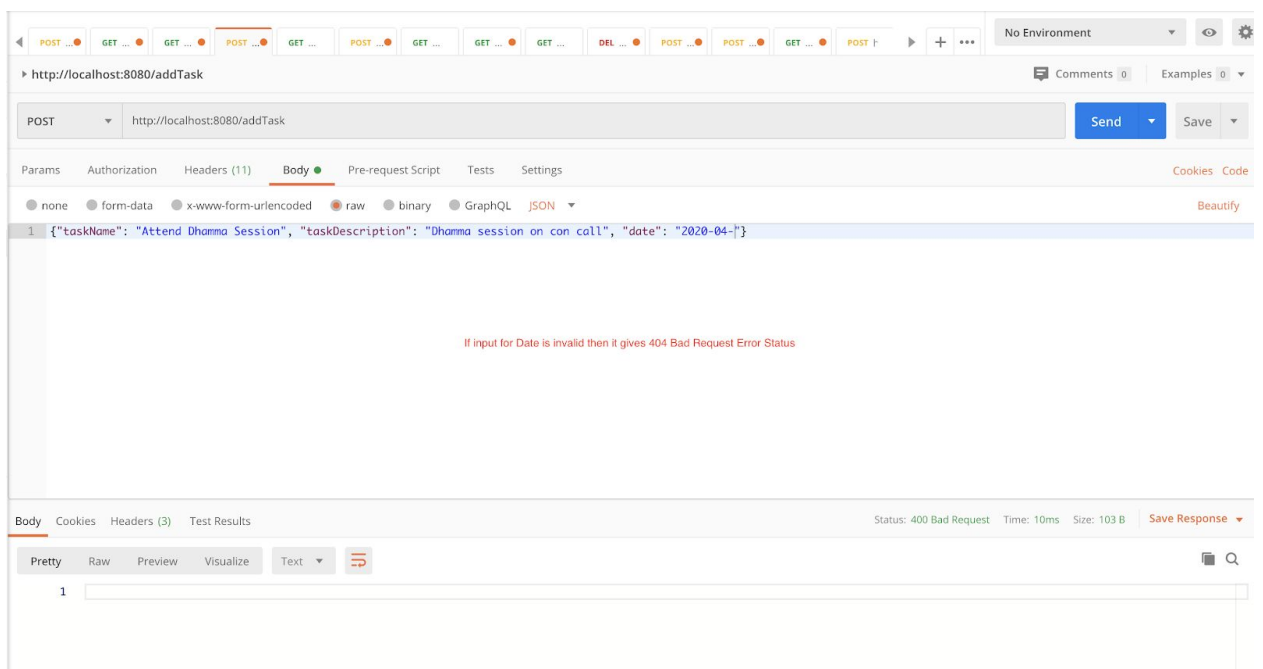 POST ... GET ... GET ... POST ... GET ... POST ... GET ... GET ... GET ... DEL ... POST ... POST ... GET ... POST + ••• No Environment
http://localhost:8080/addTask Comments 0 Examples 0
POST http://localhost:8080/addTask Send Save
Params Authorization Headers (11) Body Pre-request Script Tests Settings Cookies Code
none form-data x-www-form-urlencoded raw binary GraphQL JSON Beautify
1 {"taskName": "Attend Dhamma Session", "taskDescription": "Dhamma session on con call", "date": "2020-04-"}
If input for Date is invalid then it gives 404 Bad Request Error Status
Body Cookies Headers (3) Test Results Status: 400 Bad Request Time: 10ms Size: 103 B Save Response
Pretty Raw Preview Visualize Text
1